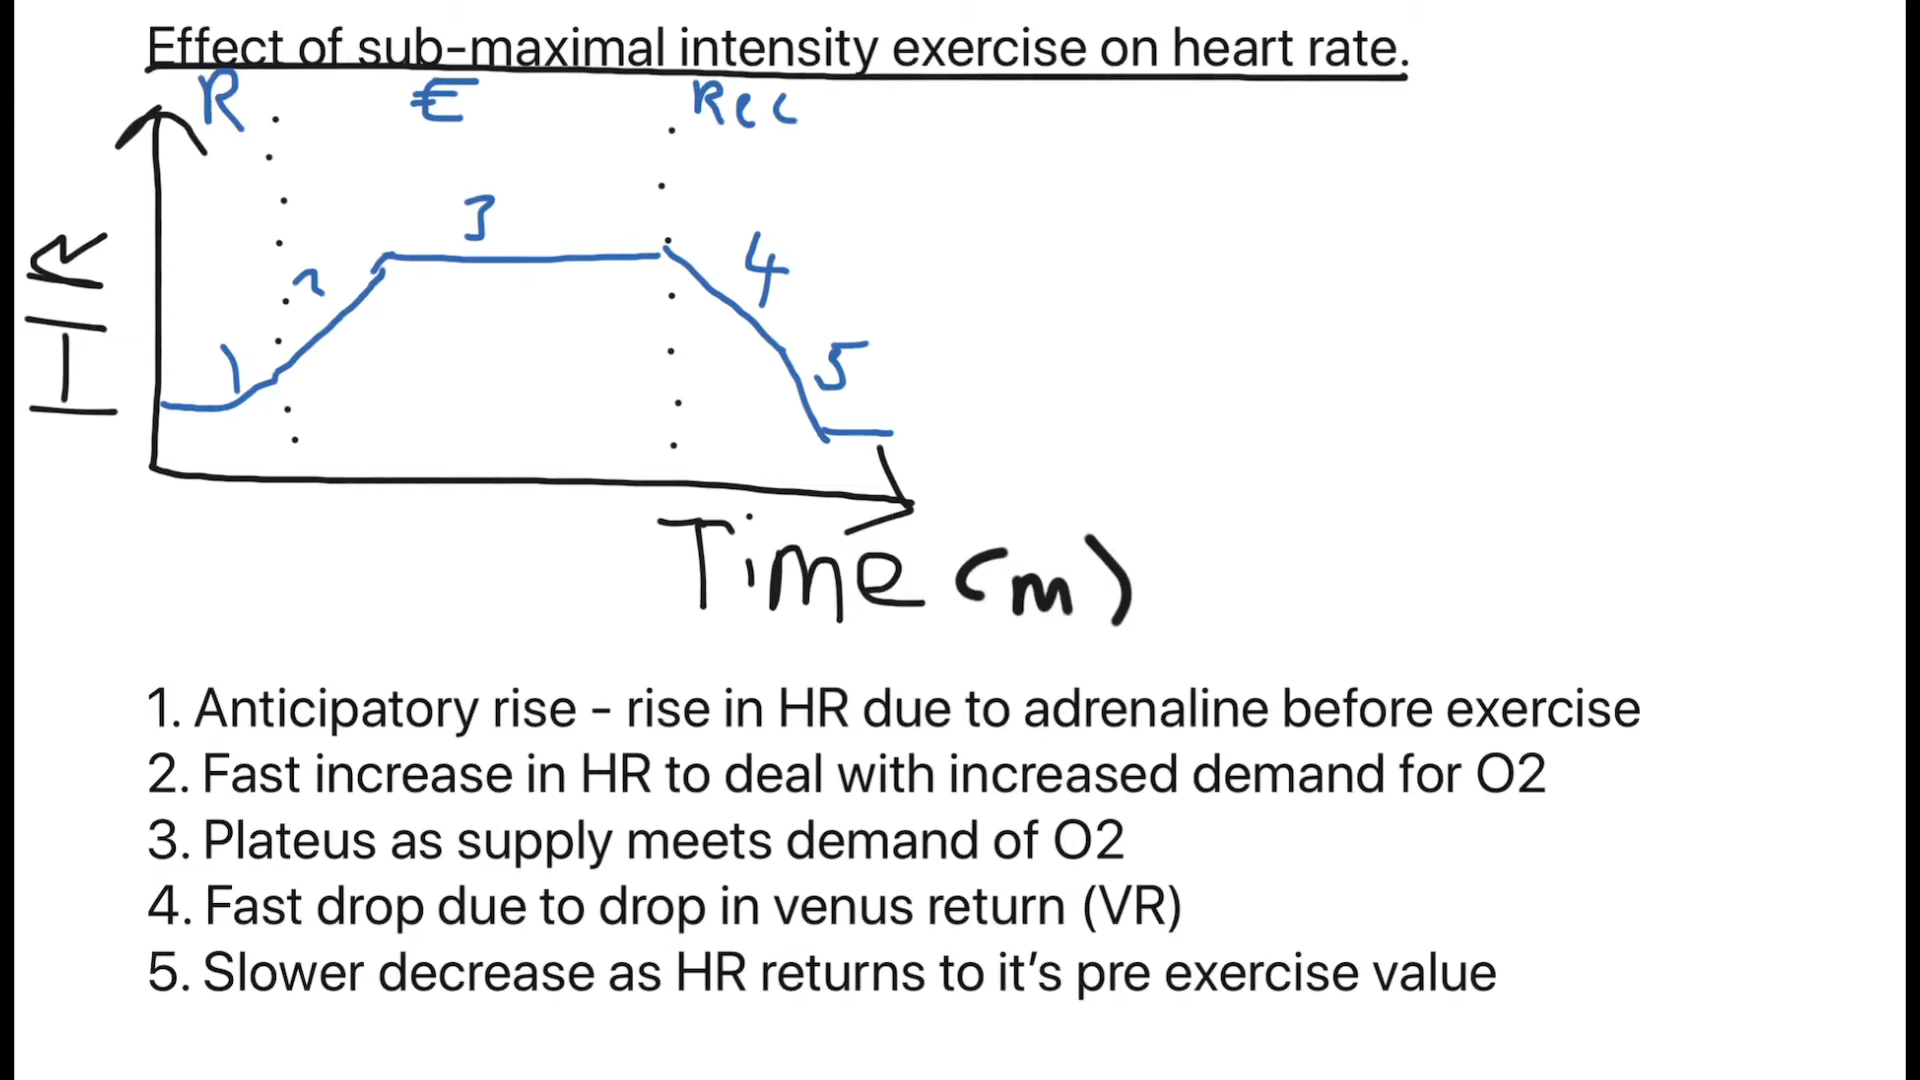 Effect of sub-maximal intensity exercise on heart rate.
R € Rec
HR
3
4
2
1
5
Time (m)
1. Anticipatory rise - rise in HR due to adrenaline before exercise
2. Fast increase in HR to deal with increased demand for O2
3. Plateus as supply meets demand of O2
4. Fast drop due to drop in venus return (VR)
5. Slower decrease as HR returns to it's pre exercise value